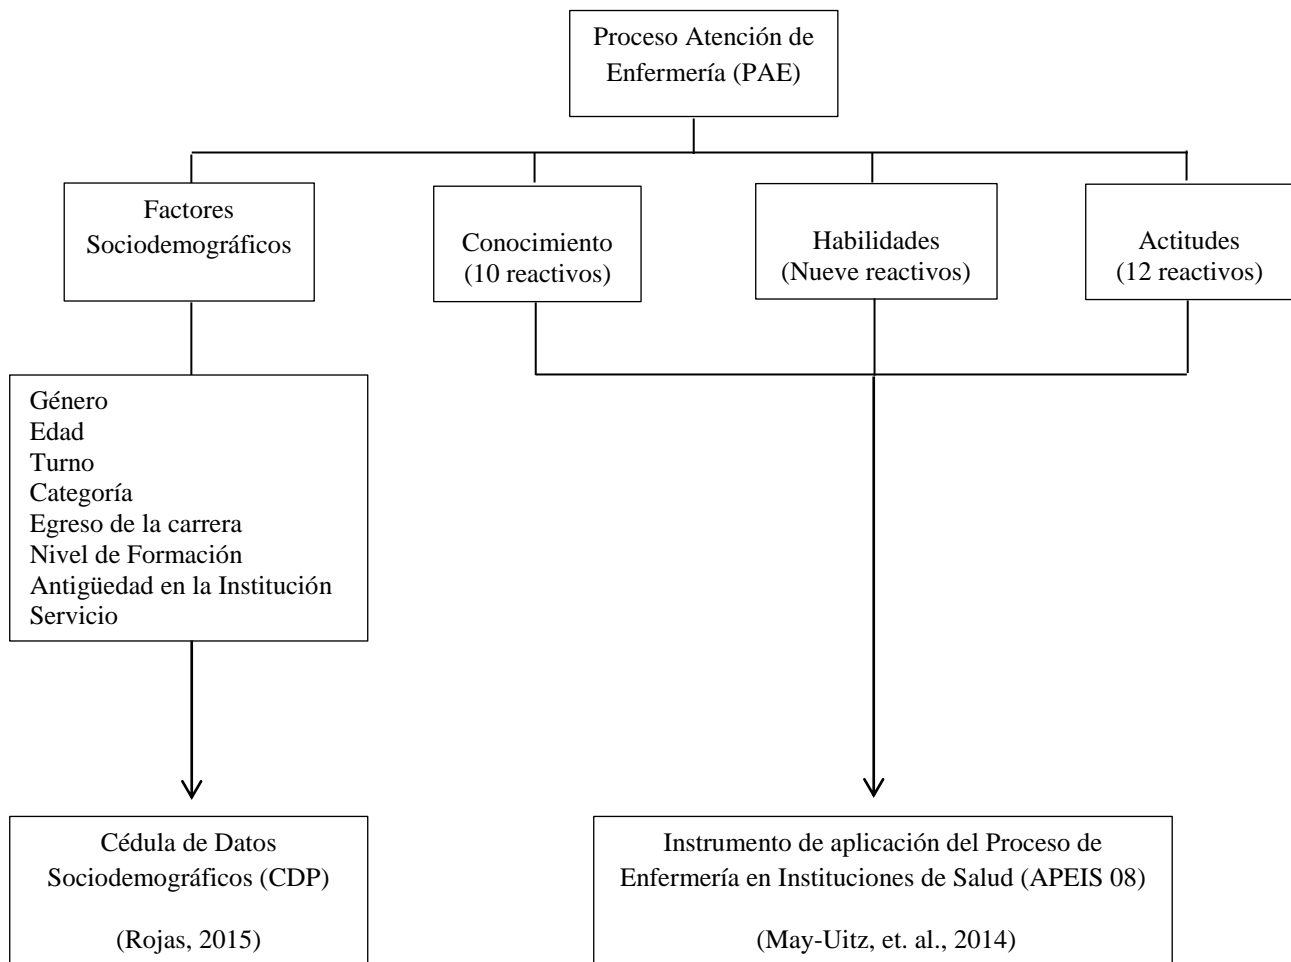 Proceso Atención de
Enfermería (PAE)
Factores
Sociodemográficos
Conocimiento
(10 reactivos)
Habilidades
(Nueve reactivos)
Actitudes
(12 reactivos)
Género
Edad
Turno
Categoría
Egreso de la carrera
Nivel de Formación
Antigüedad en la Institución
Servicio
Cédula de Datos
Sociodemográficos (CDP)
(Rojas, 2015)
Instrumento de aplicación del Proceso de
Enfermería en Instituciones de Salud (APEIS 08)
(May-Uitz, et. al., 2014)